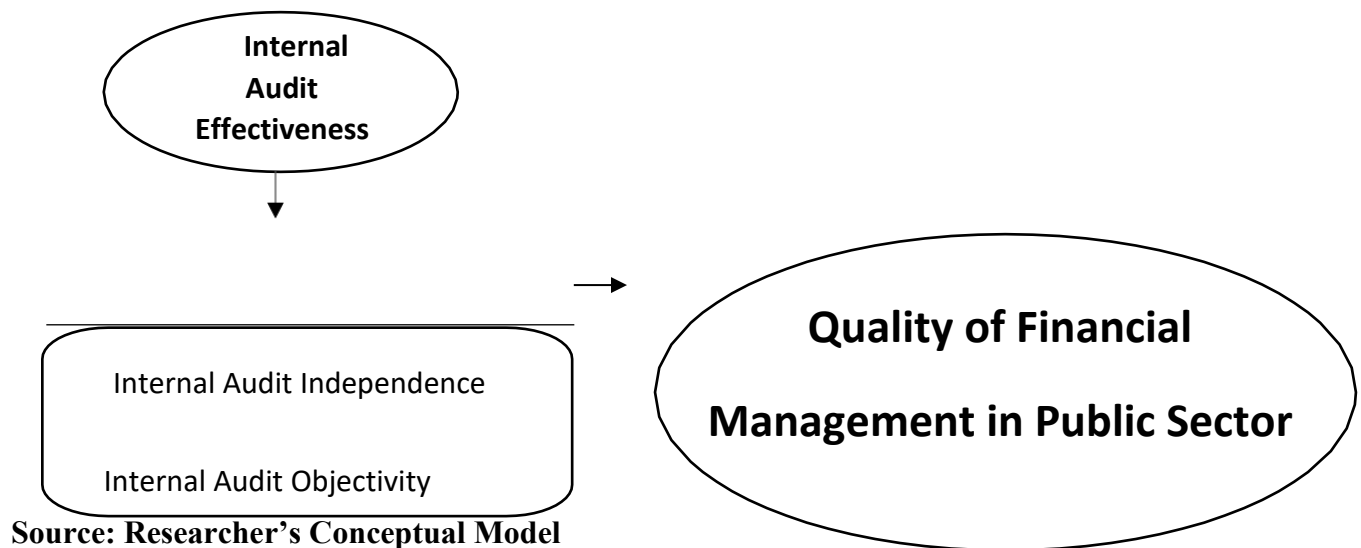 Internal
Audit
Effectiveness
Quality of Financial
Management in Public Sector
Internal Audit Independence
Internal Audit Objectivity
Source: Researcher’s Conceptual Model